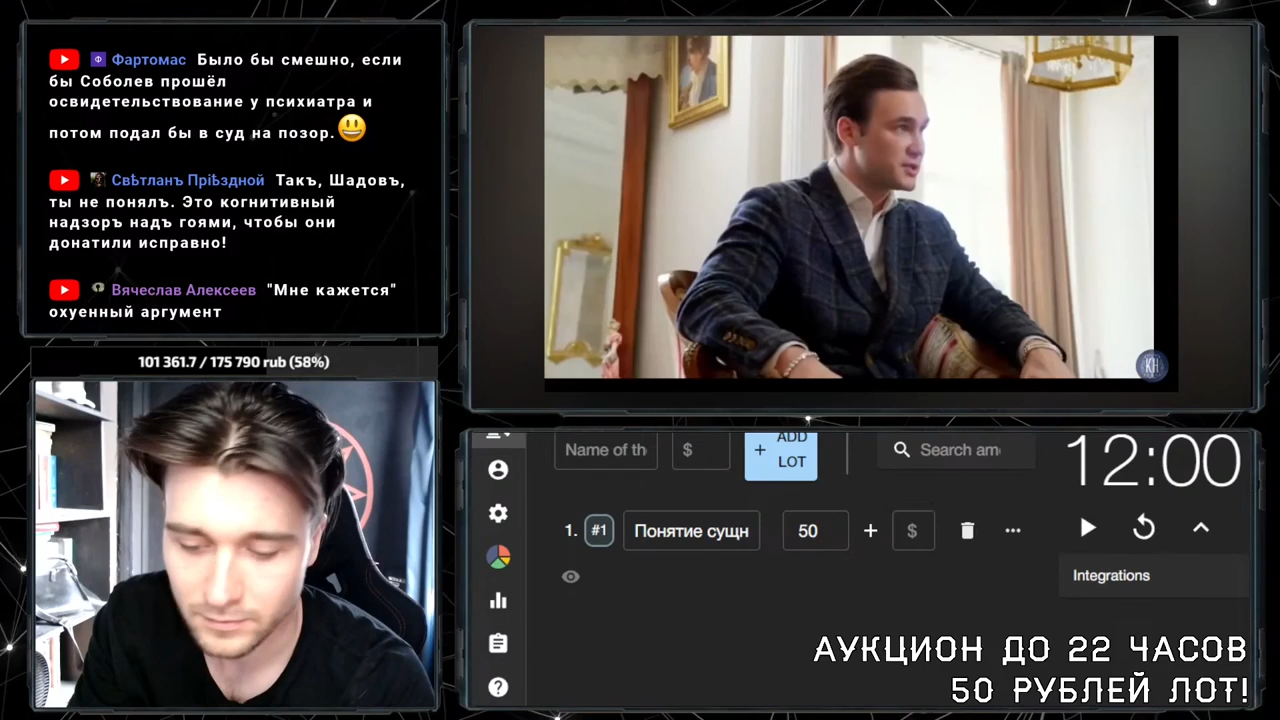 Фартомас Было бы смешно, если
бы Соболев прошёл
освидетельствование у психиатра и
потом подал бы в суд на позор.😃
Свѣтланъ Пріѣздной Такъ, Шадовъ,
ты не понялъ. Это когнитивный
надзоръ надъ гоями, чтобы они
донатили исправно!
Вячеслав Алексеев "Мне кажется"
охуенный аргумент
101 361.7 / 175 790 rub (58%)
KH
Name of th
$
+ ADD
LOT
Search am
12:00
1. #1 Понятие сущн 50 + $ ...
Integrations
АУКЦИОН ДО 22 ЧАСОВ
50 РУБЛЕЙ ЛОТ!